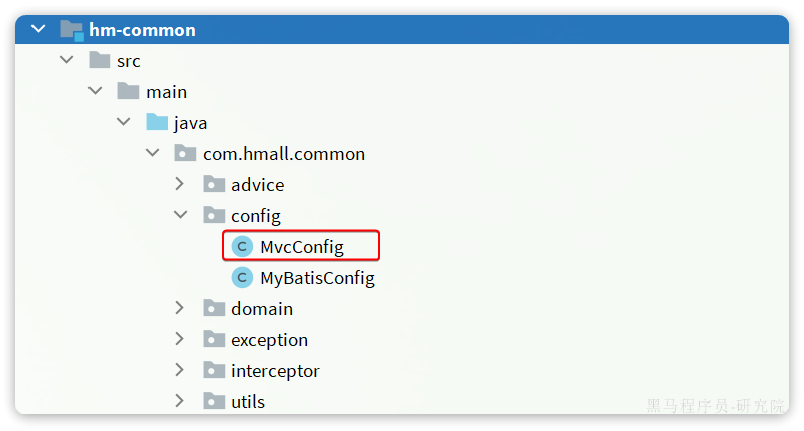 hm-common
src
main
java
com.hmall.common
advice
config
C MvcConfig
C MyBatisConfig
domain
exception
interceptor
utils
黑马程序员-研究院